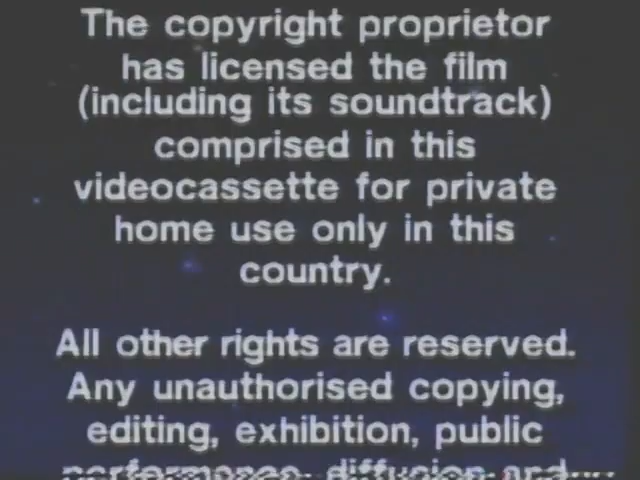 The copyright proprietor
has licensed the film
(including its soundtrack)
comprised in this
videocassette for private
home use only in this
country.
All other rights are reserved.
Any unauthorised copying,
editing, exhibition, public